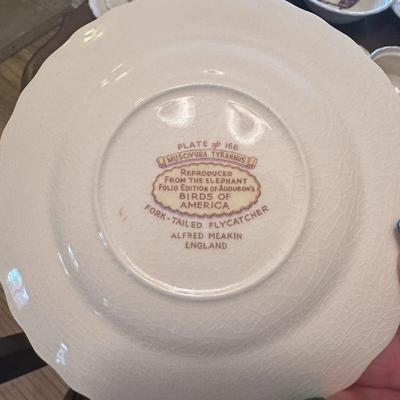 PLATE of 168
MUSCIVORA TYRANNUS
REPRODUCED
FROM THE ELEPHANT
FOLIO EDITION OF AUDUBON'S
BIRDS OF
AMERICA
FORK-TAILED FLYCATCHER
ALFRED MEAKIN
ENGLAND